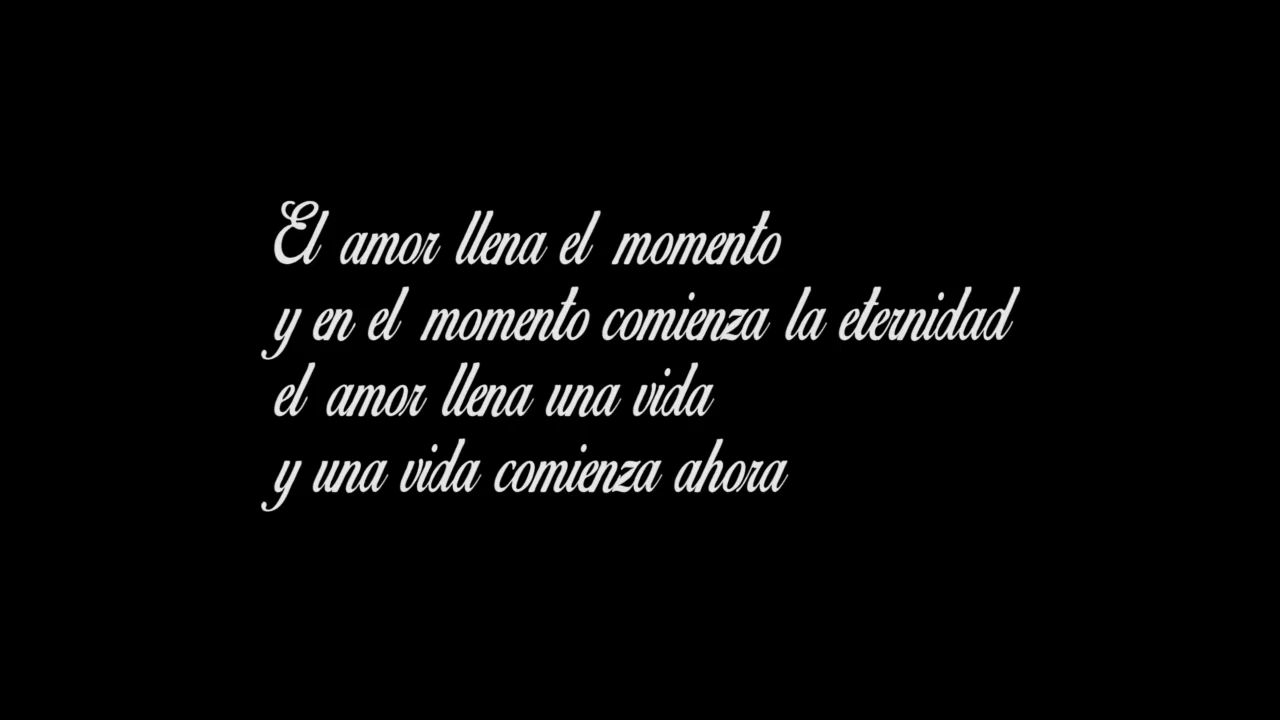 El amor llena el momento
y en el momento comienza la eternidad
el amor llena una vida
y una vida comienza ahora